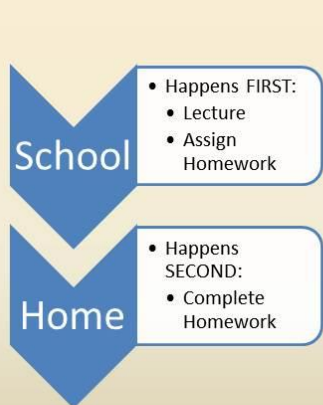 School
• Happens FIRST:
• Lecture
• Assign
Homework
Home
• Happens
SECOND:
• Complete
Homework